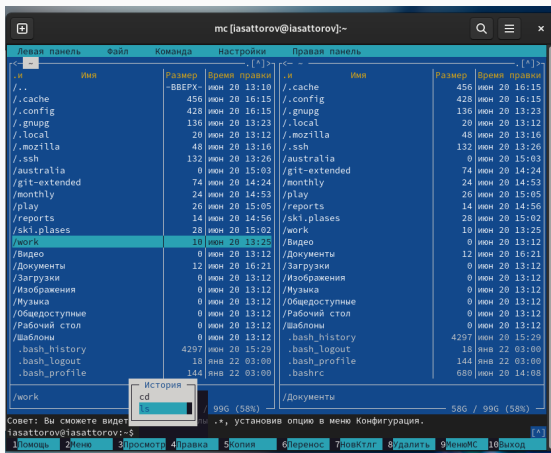 mc [iasattorov@iasattorov]:~
Левая панель Файл Команда Настройки Правая панель
<- ~ .[^]> <- ~ .[^]>
.и Имя Размер Время правки .и Имя Размер Время правки
/.. -ВВЕРХ- июн 20 13:10 /.cache 456 июн 20 16:15
/.cache 456 июн 20 16:15 /.config 428 июн 20 16:15
/.config 428 июн 20 16:15 /.gnupg 136 июн 20 13:23
/.gnupg 136 июн 20 13:23 /.local 20 июн 20 13:12
/.local 20 июн 20 13:12 /.mozilla 48 июн 20 13:16
/.mozilla 48 июн 20 13:16 /.ssh 132 июн 20 13:26
/.ssh 132 июн 20 13:26 /australia 0 июн 20 15:03
/australia 0 июн 20 15:03 /git-extended 74 июн 20 14:24
/git-extended 74 июн 20 14:24 /monthly 24 июн 20 14:53
/monthly 24 июн 20 14:53 /play 26 июн 20 15:05
/play 26 июн 20 15:05 /reports 14 июн 20 14:56
/reports 14 июн 20 14:56 /ski.plases 28 июн 20 15:02
/ski.plases 28 июн 20 15:02 /work 10 июн 20 13:25
/work 10 июн 20 13:25 /Видео 0 июн 20 13:12
/Видео 0 июн 20 13:12 /Документы 12 июн 20 16:21
/Документы 12 июн 20 16:21 /Загрузки 0 июн 20 13:12
/Загрузки 0 июн 20 13:12 /Изображения 0 июн 20 13:12
/Изображения 0 июн 20 13:12 /Музыка 0 июн 20 13:12
/Музыка 0 июн 20 13:12 /Общедоступные 0 июн 20 13:12
/Общедоступные 0 июн 20 13:12 /Рабочий стол 0 июн 20 13:12
/Рабочий стол 0 июн 20 13:12 /Шаблоны 0 июн 20 13:12
/Шаблоны 0 июн 20 13:12 .bash_history 4297 июн 20 15:29
.bash_history 4297 июн 20 15:29 .bash_logout 18 янв 22 03:00
.bash_logout 18 янв 22 03:00 .bash_profile 144 янв 22 03:00
.bash_profile 144 янв 22 03:00 .bashrc 680 июн 20 14:08
История
/work cd /Документы
ls / 99G (58%) 58G / 99G (58%)
Совет: Вы сможете видет ы .*, установив опцию в меню Конфигурация.
iasattorov@iasattorov:~$ [^]
1Помощь 2Меню 3Просмотр 4Правка 5Копия 6Перенос 7НовКтлг 8Удалить 9МенюМС 10Выход